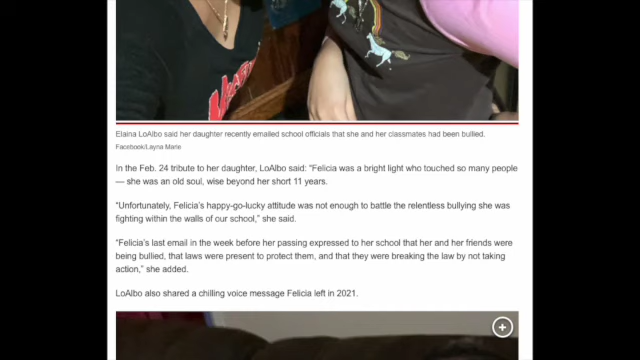 Elaina LoAlbo said her daughter recently emailed school officials that she and her classmates had been bullied.
Facebook/Layna Marie
In the Feb. 24 tribute to her daughter, LoAlbo said: "Felicia was a bright light who touched so many people
— she was an old soul, wise beyond her short 11 years.
"Unfortunately, Felicia's happy-go-lucky attitude was not enough to battle the relentless bullying she was
fighting within the walls of our school," she said.
"Felicia's last email in the week before her passing expressed to her school that her and her friends were
being bullied, that laws were present to protect them, and that they were breaking the law by not taking
action," she added.
LoAlbo also shared a chilling voice message Felicia left in 2021.